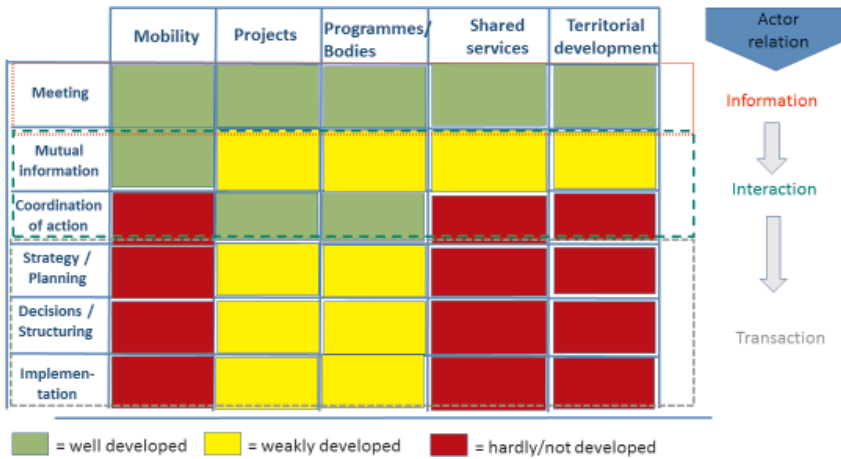 Mobility
Projects
Programmes/
Bodies
Shared
services
Territorial
development
Actor
relation
Meeting
Information
Mutual
information
Interaction
Coordination
of action
Strategy /
Planning
Decisions /
Structuring
Transaction
Implemen-
tation
= well developed
= weakly developed
= hardly/not developed